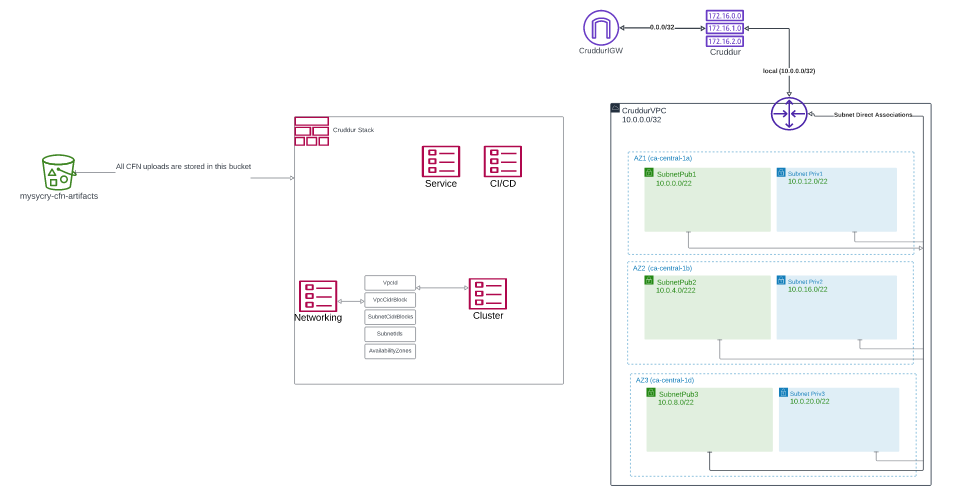 172.16.0.0
172.16.1.0
172.16.2.0
0.0.0/32
CruddurIGW
Cruddur
local (10.0.0.0/32)
CruddurVPC
10.0.0.0/32
Subnet Direct Associations
Cruddur Stack
All CFN uploads are stored in this bucket
mysycry-cfn-artifacts
Service
CI/CD
Networking
VpcId
VpcCidrBlock
SubnetCidrBlocks
SubnetIds
AvailabilityZones
Cluster
AZ1 (ca-central-1a)
SubnetPub1
10.0.0.0/22
Subnet Priv1
10.0.12.0/22
AZ2 (ca-central-1b)
SubnetPub2
10.0.4.0/222
Subnet Priv2
10.0.16.0/22
AZ3 (ca-central-1d)
SubnetPub3
10.0.8.0/22
Subnet Priv3
10.0.20.0/22